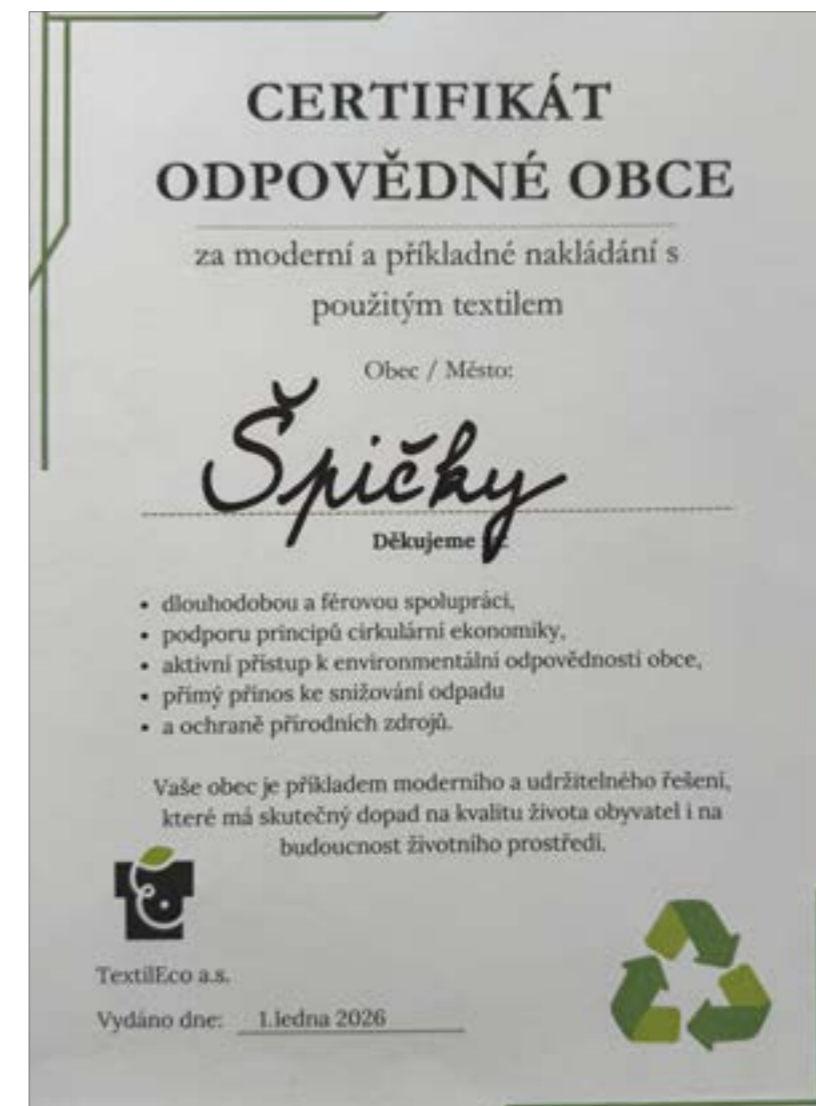 CERTIFIKÁT
ODPOVĚDNÉ OBCE
za moderní a příkladné nakládání s
použitým textilem
Obec / Město:
Špičky
Děkujeme
• dlouhodobou a férovou spolupráci,
• podporu principů cirkulární ekonomiky,
• aktivní přístup k environmentální odpovědnosti obce,
• přímý přínos ke snižování odpadu
• a ochraně přírodních zdrojů.
Vaše obec je příkladem moderního a udržitelného řešení,
které má skutečný dopad na kvalitu života obyvatel i na
budoucnost životního prostředí.
TextilEco a.s.
Vydáno dne: 1.ledna 2026